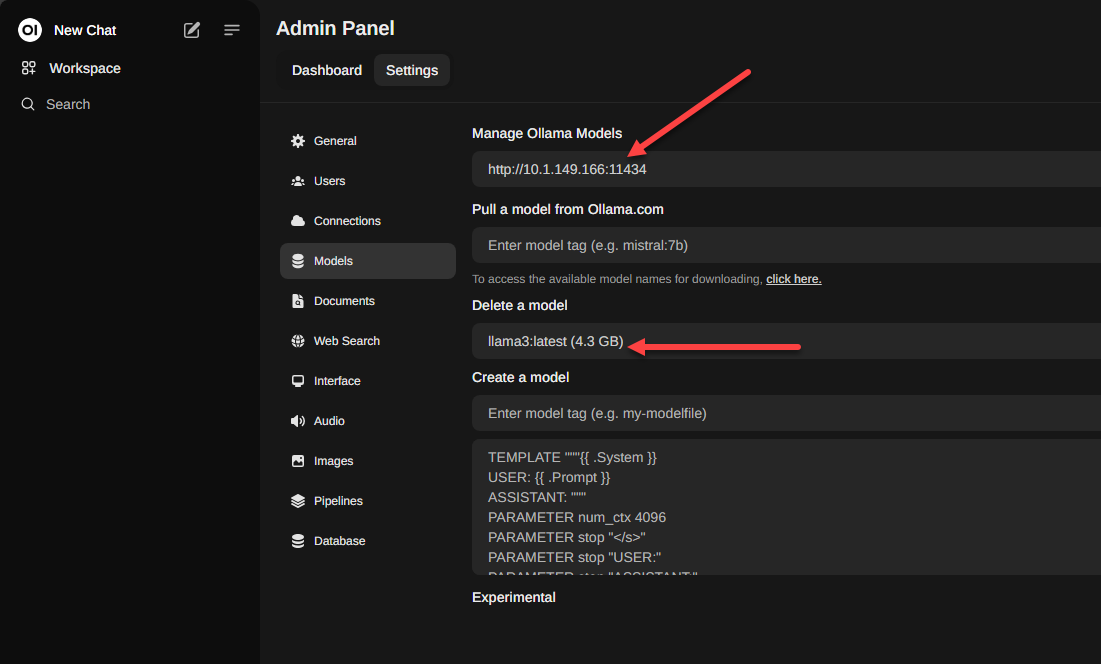 OI New Chat
Workspace
Search
Admin Panel
Dashboard Settings
General
Users
Connections
Models
Documents
Web Search
Interface
Audio
Images
Pipelines
Database
Manage Ollama Models
http://10.1.149.166:11434
Pull a model from Ollama.com
Enter model tag (e.g. mistral:7b)
To access the available model names for downloading, click here.
Delete a model
llama3:latest (4.3 GB)
Create a model
Enter model tag (e.g. my-modelfile)
TEMPLATE """{{ .System }}
USER: {{ .Prompt }}
ASSISTANT: """
PARAMETER num_ctx 4096
PARAMETER stop "</s>"
PARAMETER stop "USER:"
PARAMETER stop "ASSISTANT:"
Experimental